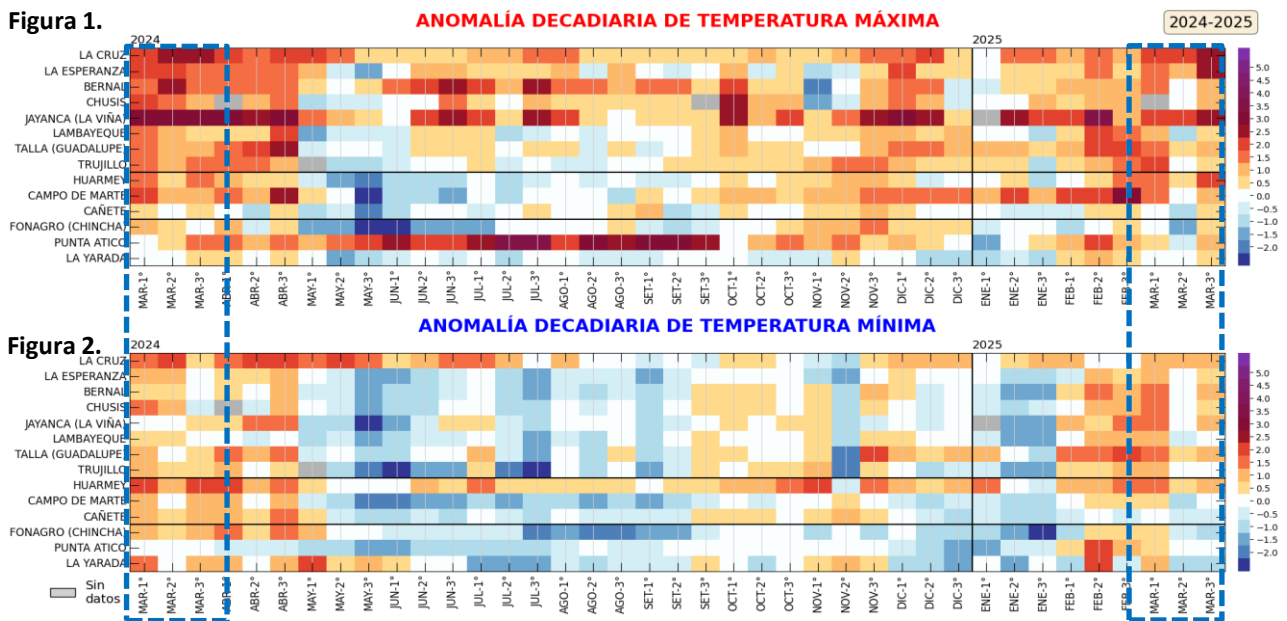 Figura 1.
ANOMALÍA DECADIARIA DE TEMPERATURA MÁXIMA
2024-2025
2024
2025
LA CRUZ
LA ESPERANZA
BERNAL
CHUSIS
JAYANCA (LA VIÑA)
LAMBAYEQUE
TALLA (GUADALUPE)
TRUJILLO
HUARMEY
CAMPO DE MARTE
CAÑETE
FONAGRO (CHINCHA)
PUNTA ATICO
LA YARADA
5.0
4.5
4.0
3.5
3.0
2.5
2.0
1.5
1.0
0.5
−0.5
−1.0
−1.5
−2.0
MAR-1°
MAR-2°
MAR-3°
ABR-1°
ABR-2°
ABR-3°
MAY-1°
MAY-2°
MAY-3°
JUN-1°
JUN-2°
JUN-3°
JUL-1°
JUL-2°
JUL-3°
AGO-1°
AGO-2°
AGO-3°
SET-1°
SET-2°
SET-3°
OCT-1°
OCT-2°
OCT-3°
NOV-1°
NOV-2°
NOV-3°
DIC-1°
DIC-2°
DIC-3°
ENE-1°
ENE-2°
ENE-3°
FEB-1°
FEB-2°
FEB-3°
MAR-1°
MAR-2°
MAR-3°
Figura 2.
ANOMALÍA DECADIARIA DE TEMPERATURA MÍNIMA
2024
2025
LA CRUZ
LA ESPERANZA
BERNAL
CHUSIS
JAYANCA (LA VIÑA)
LAMBAYEQUE
TALLA (GUADALUPE)
TRUJILLO
HUARMEY
CAMPO DE MARTE
CAÑETE
FONAGRO (CHINCHA)
PUNTA ATICO
LA YARADA
5.0
4.5
4.0
3.5
3.0
2.5
2.0
1.5
1.0
0.5
−0.5
−1.0
−1.5
−2.0
Sin
datos
MAR-1°
MAR-2°
MAR-3°
ABR-1°
ABR-2°
ABR-3°
MAY-1°
MAY-2°
MAY-3°
JUN-1°
JUN-2°
JUN-3°
JUL-1°
JUL-2°
JUL-3°
AGO-1°
AGO-2°
AGO-3°
SET-1°
SET-2°
SET-3°
OCT-1°
OCT-2°
OCT-3°
NOV-1°
NOV-2°
NOV-3°
DIC-1°
DIC-2°
DIC-3°
ENE-1°
ENE-2°
ENE-3°
FEB-1°
FEB-2°
FEB-3°
MAR-1°
MAR-2°
MAR-3°